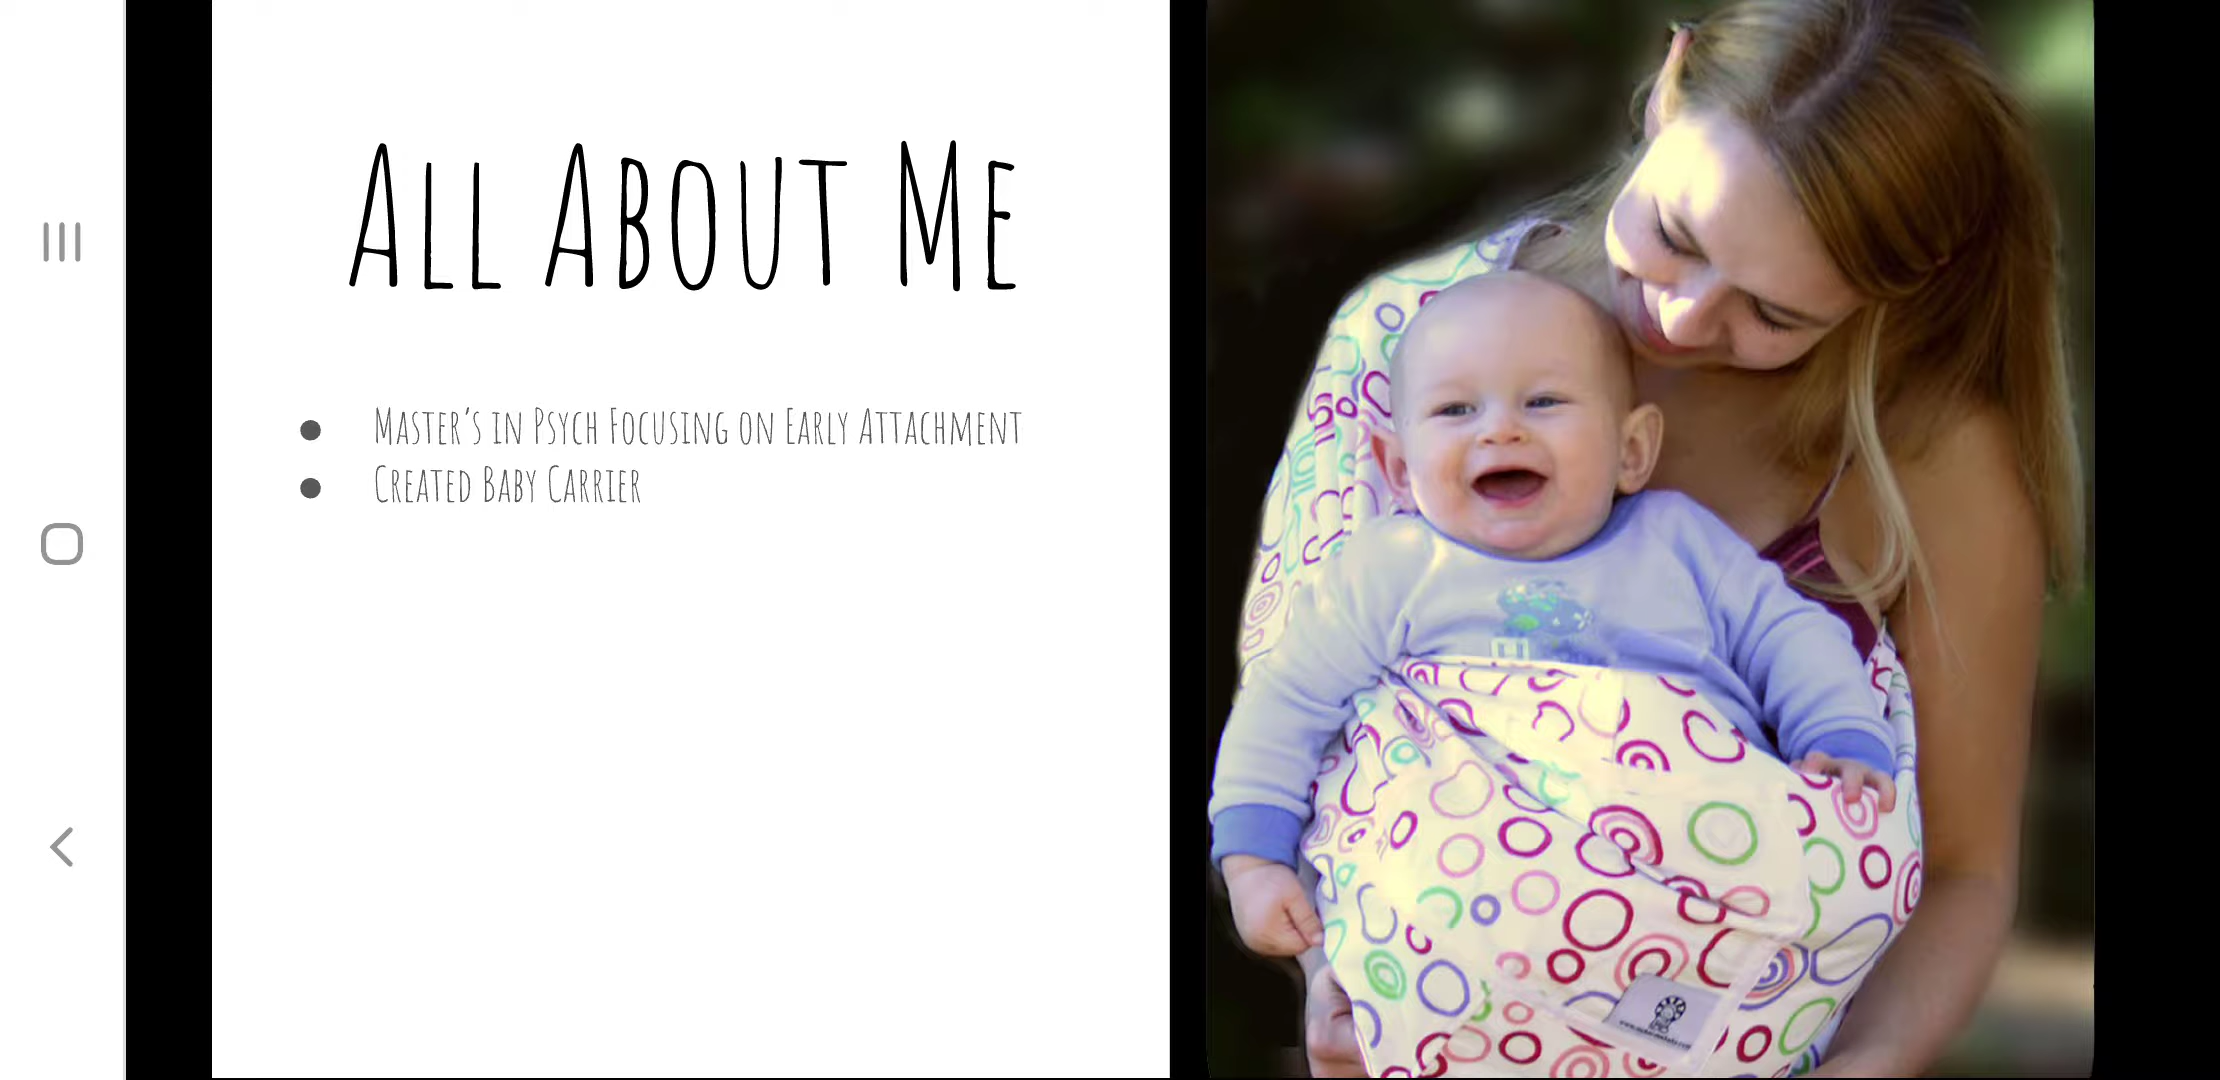 All About Me
Master's in Psych Focusing on Early Attachment
Created Baby Carrier